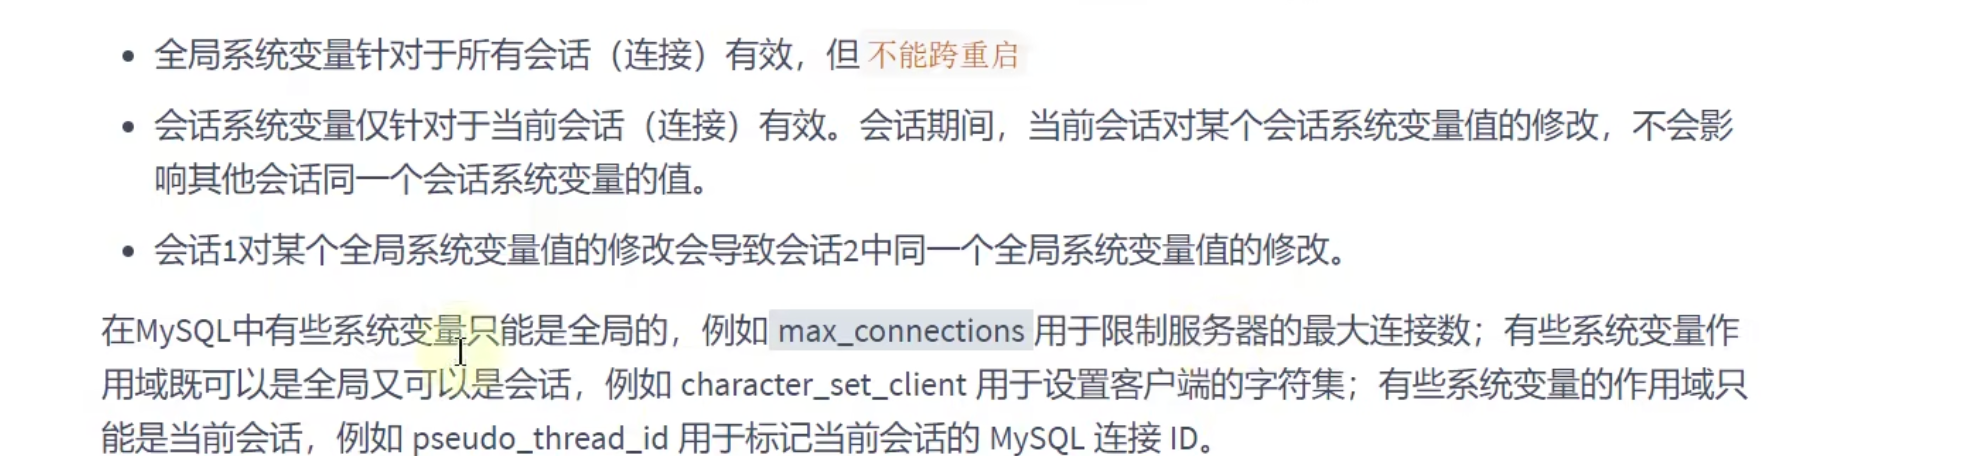 • 全局系统变量针对于所有会话（连接）有效，但 不能跨重启
• 会话系统变量仅针对于当前会话（连接）有效。会话期间，当前会话对某个会话系统变量值的修改，不会影
响其他会话同一个会话系统变量的值。
• 会话1对某个全局系统变量值的修改会导致会话2中同一个全局系统变量值的修改。
在MySQL中有些系统变量只能是全局的，例如 max_connections 用于限制服务器的最大连接数；有些系统变量作
用域既可以是全局又可以是会话，例如 character_set_client 用于设置客户端的字符集；有些系统变量的作用域只
能是当前会话，例如 pseudo_thread_id 用于标记当前会话的 MySQL 连接 ID。